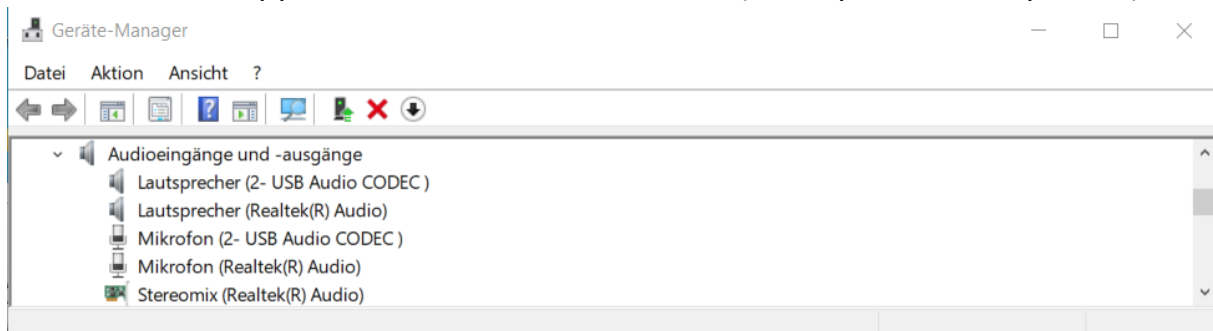 Geräte-Manager
Datei Aktion Ansicht ?
Audioeingänge und -ausgänge
Lautsprecher (2- USB Audio CODEC )
Lautsprecher (Realtek(R) Audio)
Mikrofon (2- USB Audio CODEC )
Mikrofon (Realtek(R) Audio)
Stereomix (Realtek(R) Audio)